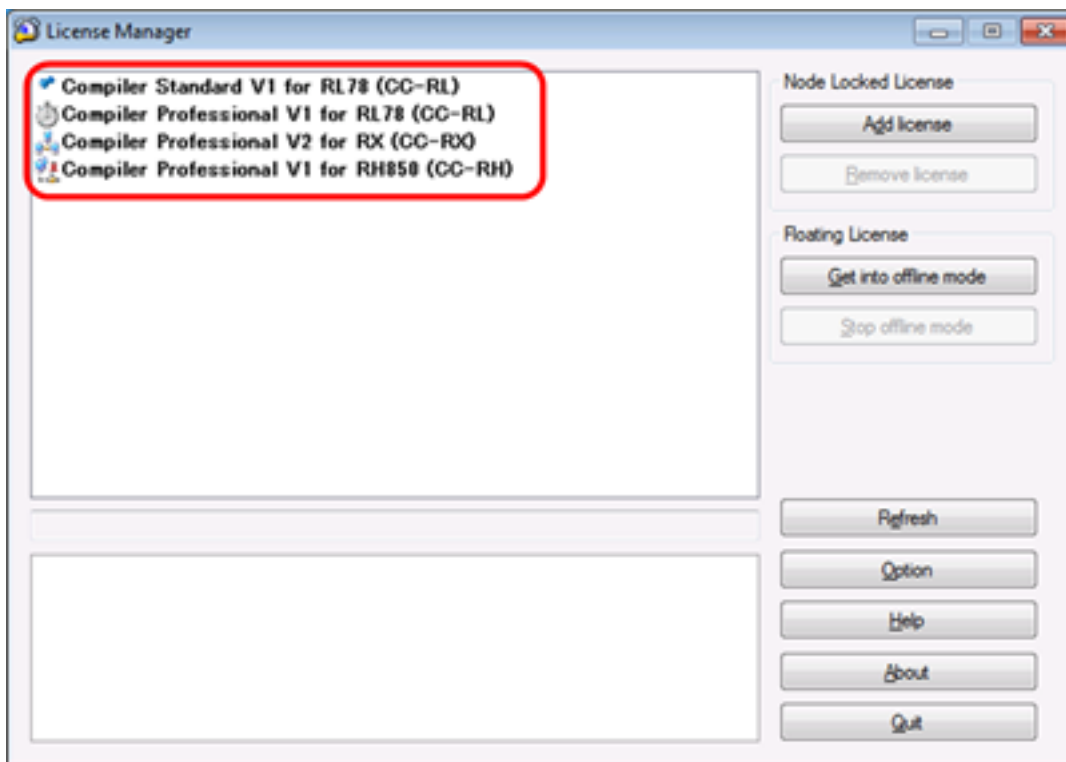 License Manager
Compiler Standard V1 for RL78 (CC-RL)
Compiler Professional V1 for RL78 (CC-RL)
Compiler Professional V2 for RX (CC-RX)
Compiler Professional V1 for RH850 (CC-RH)
Node Locked License
Add license
Remove license
Floating License
Get into offline mode
Stop offline mode
Refresh
Option
Help
About
Quit